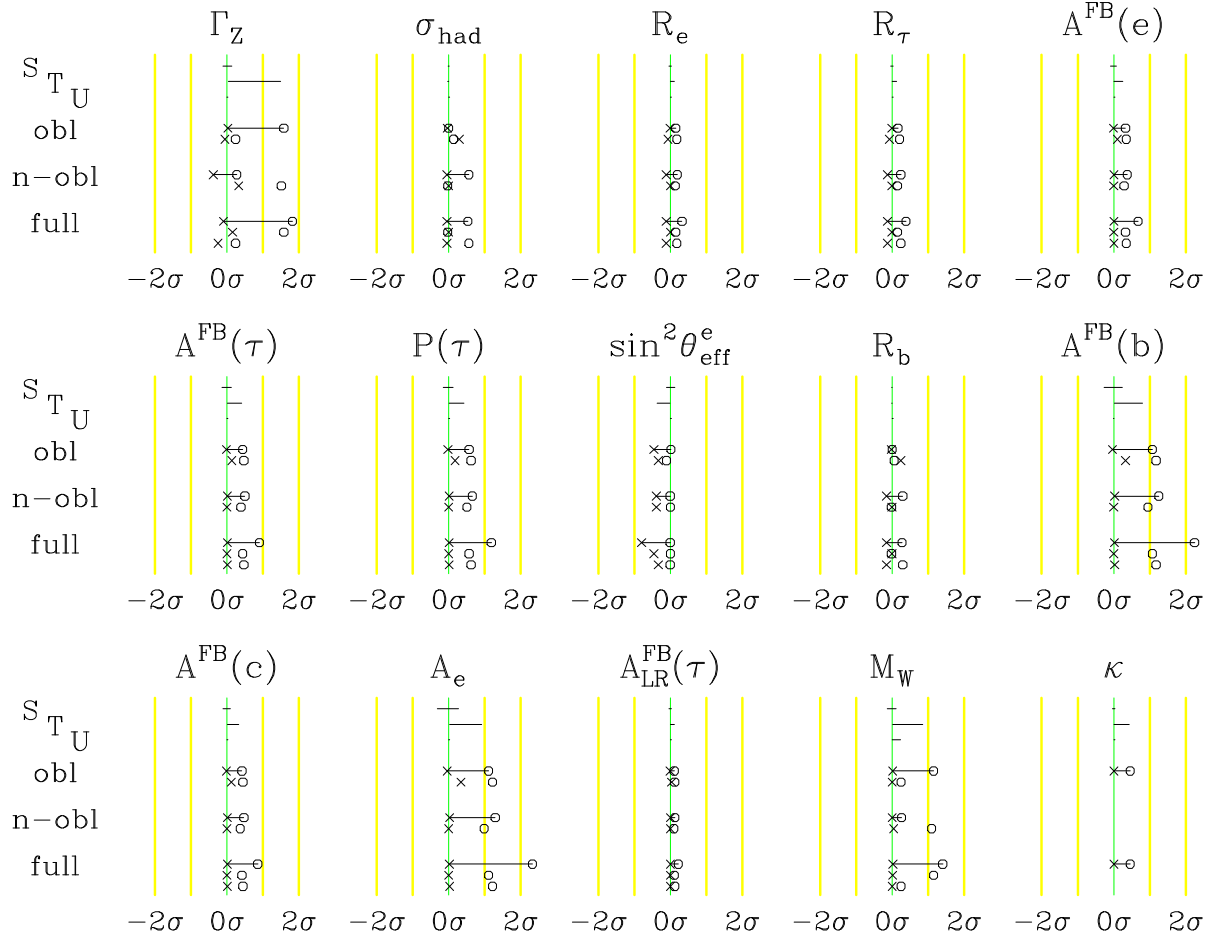 Γ_Z σ_had R_e R_τ A^FB(e)
S T U
obl
n-obl
full
-2σ 0σ 2σ -2σ 0σ 2σ -2σ 0σ 2σ -2σ 0σ 2σ -2σ 0σ 2σ
A^FB(τ) P(τ) sin^2θ^e_eff R_b A^FB(b)
S T U
obl
n-obl
full
-2σ 0σ 2σ -2σ 0σ 2σ -2σ 0σ 2σ -2σ 0σ 2σ -2σ 0σ 2σ
A^FB(c) A_e A^FB_LR(τ) M_W κ
S T U
obl
n-obl
full
-2σ 0σ 2σ -2σ 0σ 2σ -2σ 0σ 2σ -2σ 0σ 2σ -2σ 0σ 2σ